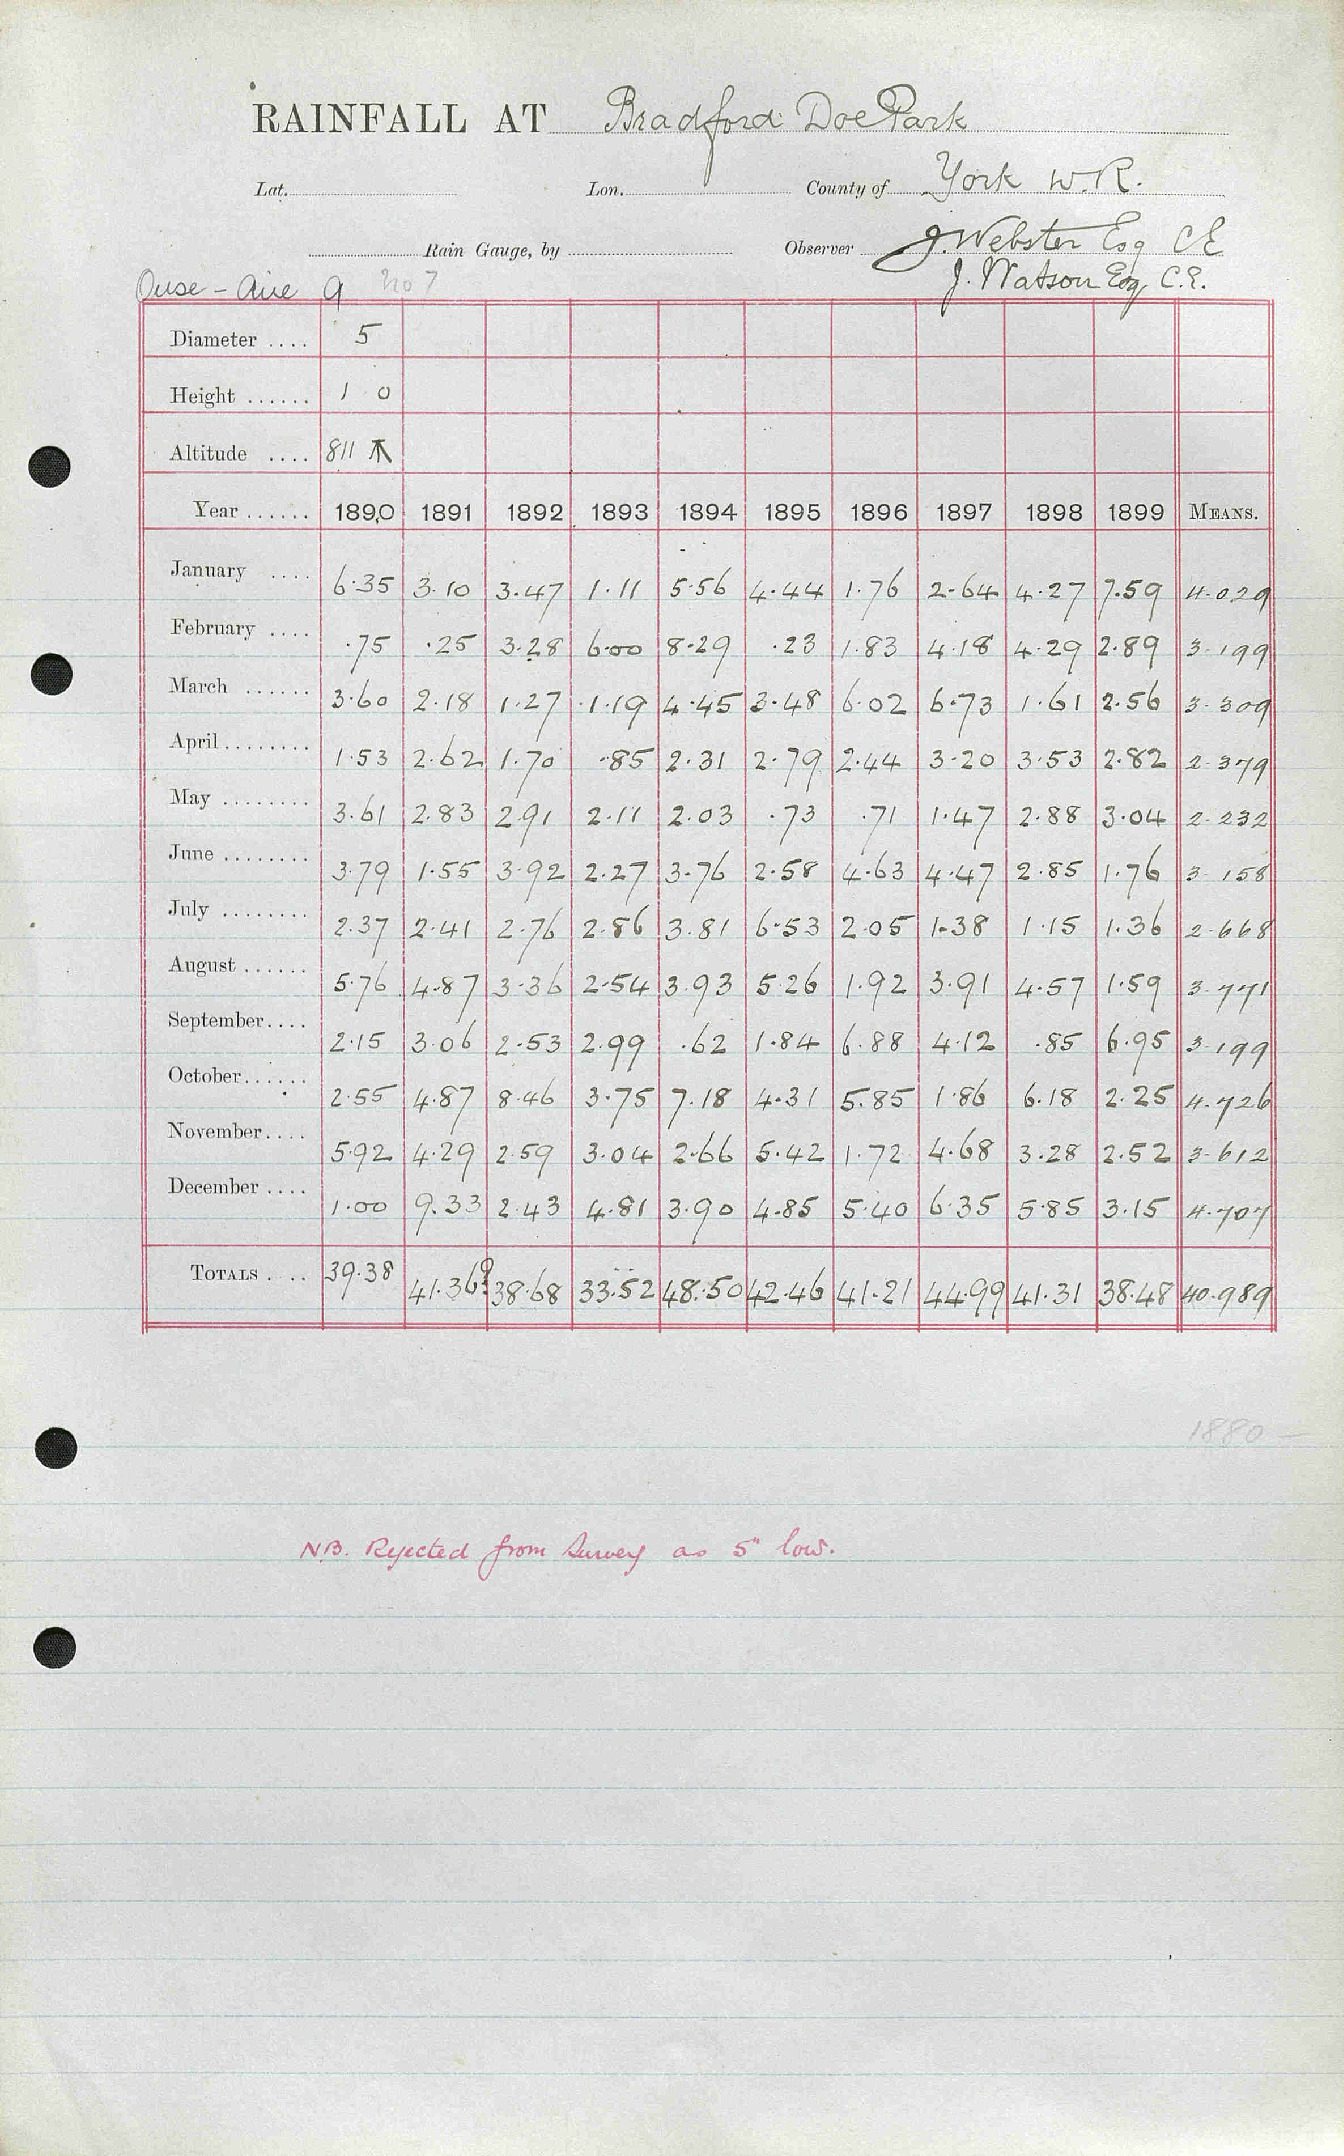 RAINFALL AT Bradford Doe Park
Lat. Lon. County of York W.R.
Rain Gauge, by Observer J. Webster Esq CE
Ouse - Aire 9 No 7 J. Watson Esq, C.E.
Diameter .... 5
Height ...... 1 0
Altitude .... 811
Year ...... 1890 1891 1892 1893 1894 1895 1896 1897 1898 1899 MEANS.
January .... 6.35 3.10 3.47 1.11 5.56 4.44 1.76 2.64 4.27 7.59 4.029
February .... .75 .25 3.28 6.00 8.29 .23 1.83 4.18 4.29 2.89 3.199
March ...... 3.60 2.18 1.27 1.19 4.45 3.48 6.02 6.73 1.61 2.56 3.309
April ........ 1.53 2.62 1.70 .85 2.31 2.79 2.44 3.20 3.53 2.82 2.379
May ........ 3.61 2.83 2.91 2.11 2.03 .73 .71 1.47 2.88 3.04 2.232
June ........ 3.79 1.55 3.92 2.27 3.76 2.58 4.63 4.47 2.85 1.76 3.158
July ........ 2.37 2.41 2.76 2.86 3.81 6.53 2.05 1.38 1.15 1.36 2.668
August ...... 5.76 4.87 3.36 2.54 3.93 5.26 1.92 3.91 4.57 1.59 3.771
September .... 2.15 3.06 2.53 2.99 .62 1.84 6.88 4.12 .85 6.95 3.199
October ...... 2.55 4.87 8.46 3.75 7.18 4.31 5.85 1.86 6.18 2.25 4.726
November .... 5.92 4.29 2.59 3.04 2.66 5.42 1.72 4.68 3.28 2.52 3.612
December .... 1.00 9.33 2.43 4.81 3.90 4.85 5.40 6.35 5.85 3.15 4.707
TOTALS .... 39.38 41.36? 38.68 33.52 48.50 42.46 41.21 44.99 41.31 38.48 40.989
1880 -
N.B. Rejected from Survey as 5" low.